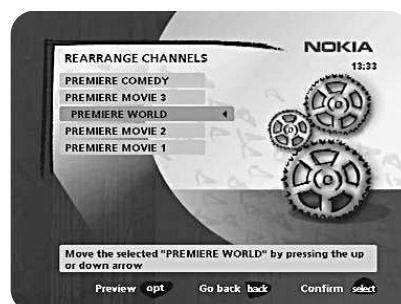 NOKIA
REARRANGE CHANNELS
13:33
PREMIERE COMEDY
PREMIERE MOVIE 3
PREMIERE WORLD
PREMIERE MOVIE 2
PREMIERE MOVIE 1
Move the selected "PREMIERE WORLD" by pressing the up
or down arrow
Preview opt Go back back Confirm select